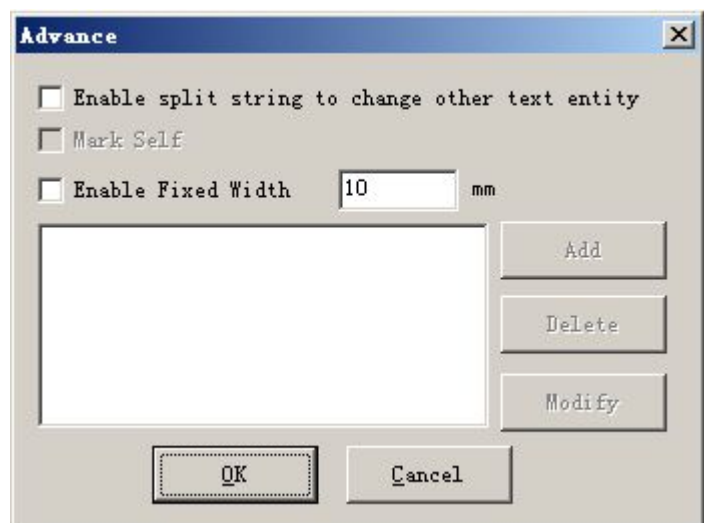 Advance
Enable split string to change other text entity
Mark Self
Enable Fixed Width 10 mm
Add
Delete
Modify
OK Cancel